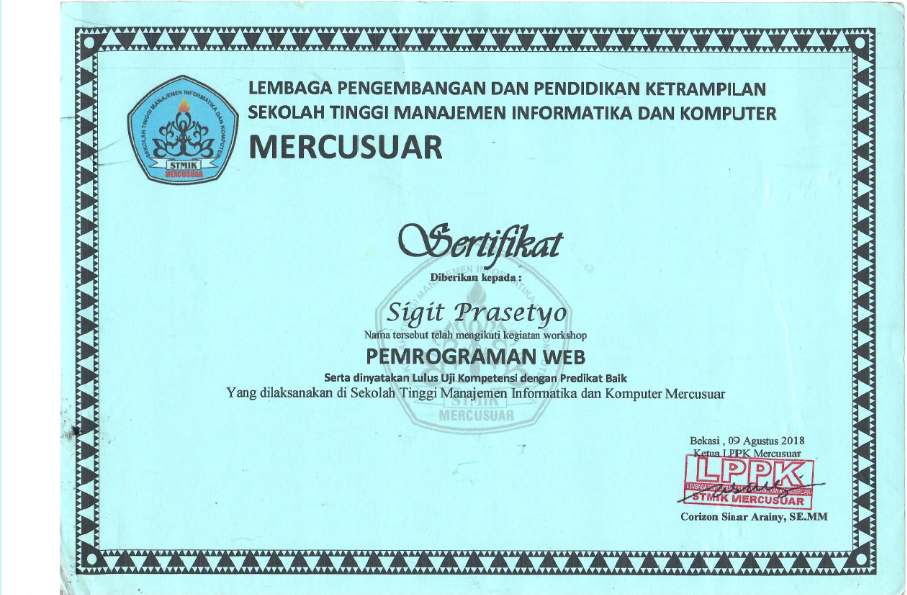 LEMBAGA PENGEMBANGAN DAN PENDIDIKAN KETRAMPILAN
SEKOLAH TINGGI MANAJEMEN INFORMATIKA DAN KOMPUTER
MERCUSUAR
SEKOLAH TINGGI MANAJEMEN INFORMATIKA DAN KOMPUTER
STMIK
MERCUSUAR
Sertifikat
Diberikan kepada :
Sigit Prasetyo
Nama tersebut telah mengikuti kegiatan workshop
PEMROGRAMAN WEB
Serta dinyatakan Lulus Uji Kompetensi dengan Predikat Baik
Yang dilaksanakan di Sekolah Tinggi Manajemen Informatika dan Komputer Mercusuar
STMIK
MERCUSUAR
Bekasi , 09 Agustus 2018
Ketua LPPK Mercusuar
LPPK
STMIK MERCUSUAR
Corizon Sinar Arainy, SE.MM